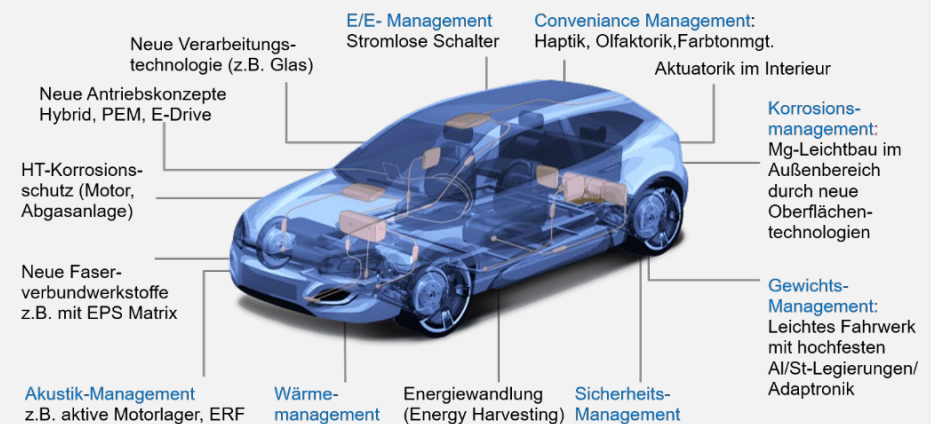 E/E- Management
Stromlose Schalter
Conveniance Management:
Haptik, Olfaktorik,Farbtonmgt.
Neue Verarbeitungs-
technologie (z.B. Glas)
Aktuatorik im Interieur
Neue Antriebskonzepte
Hybrid, PEM, E-Drive
Korrosions-
management:
Mg-Leichtbau im
Außenbereich
durch neue
Oberflächen-
technologien
HT-Korrosions-
schutz (Motor,
Abgasanlage)
Neue Faser-
verbundwerkstoffe
z.B. mit EPS Matrix
Gewichts-
Management:
Leichtes Fahrwerk
mit hochfesten
Al/St-Legierungen/
Adaptronik
Akustik-Management
z.B. aktive Motorlager, ERF
Wärme-
management
Energiewandlung
(Energy Harvesting)
Sicherheits-
Management